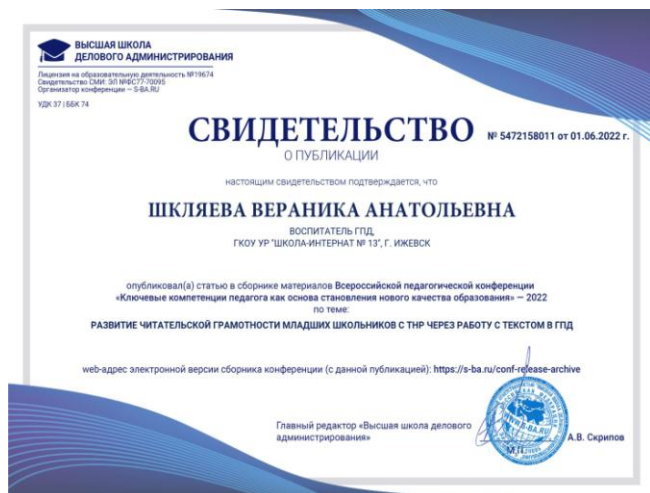 ВЫСШАЯ ШКОЛА
ДЕЛОВОГО АДМИНИСТРИРОВАНИЯ
Лицензия на образовательную деятельность №19674
Свидетельство СМИ: ЭЛ №ФС77-70095
Организатор конференции — S-BA.RU
УДК 37 | ББК 74
СВИДЕТЕЛЬСТВО
№ 5472158011 от 01.06.2022 г.
О ПУБЛИКАЦИИ
настоящим свидетельством подтверждается, что
ШКЛЯЕВА ВЕРАНИКА АНАТОЛЬЕВНА
ВОСПИТАТЕЛЬ ГПД,
ГКОУ УР "ШКОЛА-ИНТЕРНАТ № 13", Г. ИЖЕВСК
опубликовал(а) статью в сборнике материалов Всероссийской педагогической конференции
«Ключевые компетенции педагога как основа становления нового качества образования» — 2022
по теме:
РАЗВИТИЕ ЧИТАТЕЛЬСКОЙ ГРАМОТНОСТИ МЛАДШИХ ШКОЛЬНИКОВ С ТНР ЧЕРЕЗ РАБОТУ С ТЕКСТОМ В ГПД
web-адрес электронной версии сборника конференции (с данной публикацией): https://s-ba.ru/conf-release-archive
Главный редактор «Высшая школа делового
администрирования»
А.В. Скрипов
М.П.